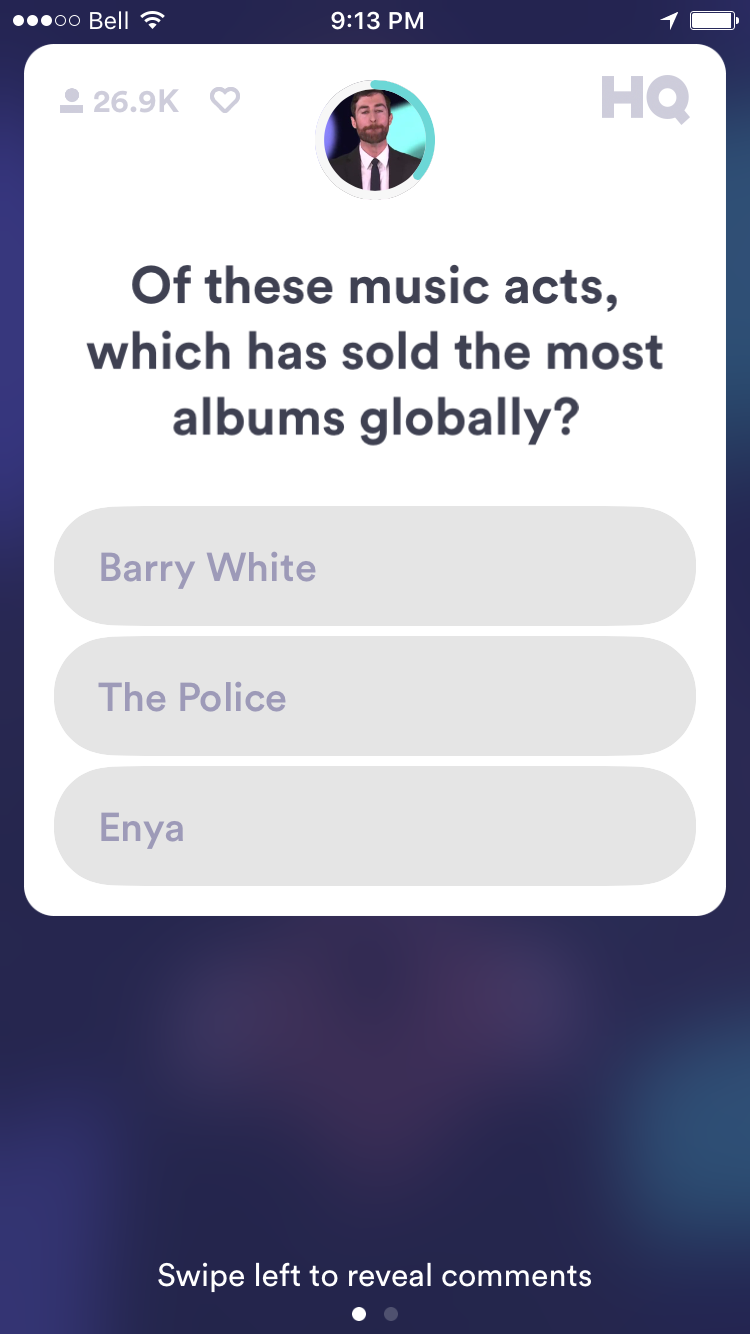 Bell 9:13 PM
26.9K HQ
Of these music acts,
which has sold the most
albums globally?
Barry White
The Police
Enya
Swipe left to reveal comments